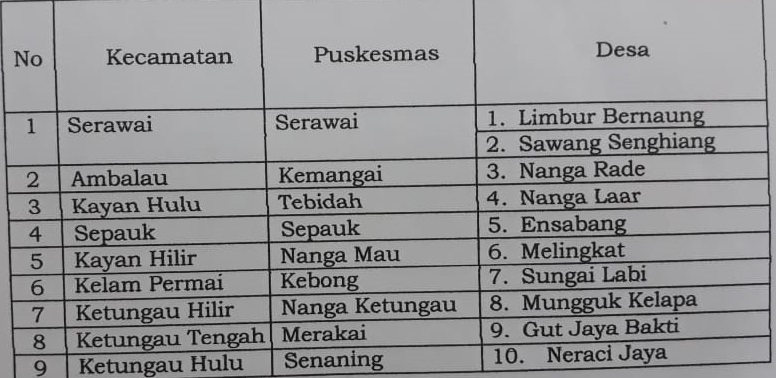 No Kecamatan Puskesmas Desa
1 Serawai Serawai 1. Limbur Bernaung
2. Sawang Senghiang
2 Ambalau Kemangai 3. Nanga Rade
3 Kayan Hulu Tebidah 4. Nanga Laar
4 Sepauk Sepauk 5. Ensabang
5 Kayan Hilir Nanga Mau 6. Melingkat
6 Kelam Permai Kebong 7. Sungai Labi
7 Ketungau Hilir Nanga Ketungau 8. Mungguk Kelapa
8 Ketungau Tengah Merakai 9. Gut Jaya Bakti
9 Ketungau Hulu Senaning 10. Neraci Jaya